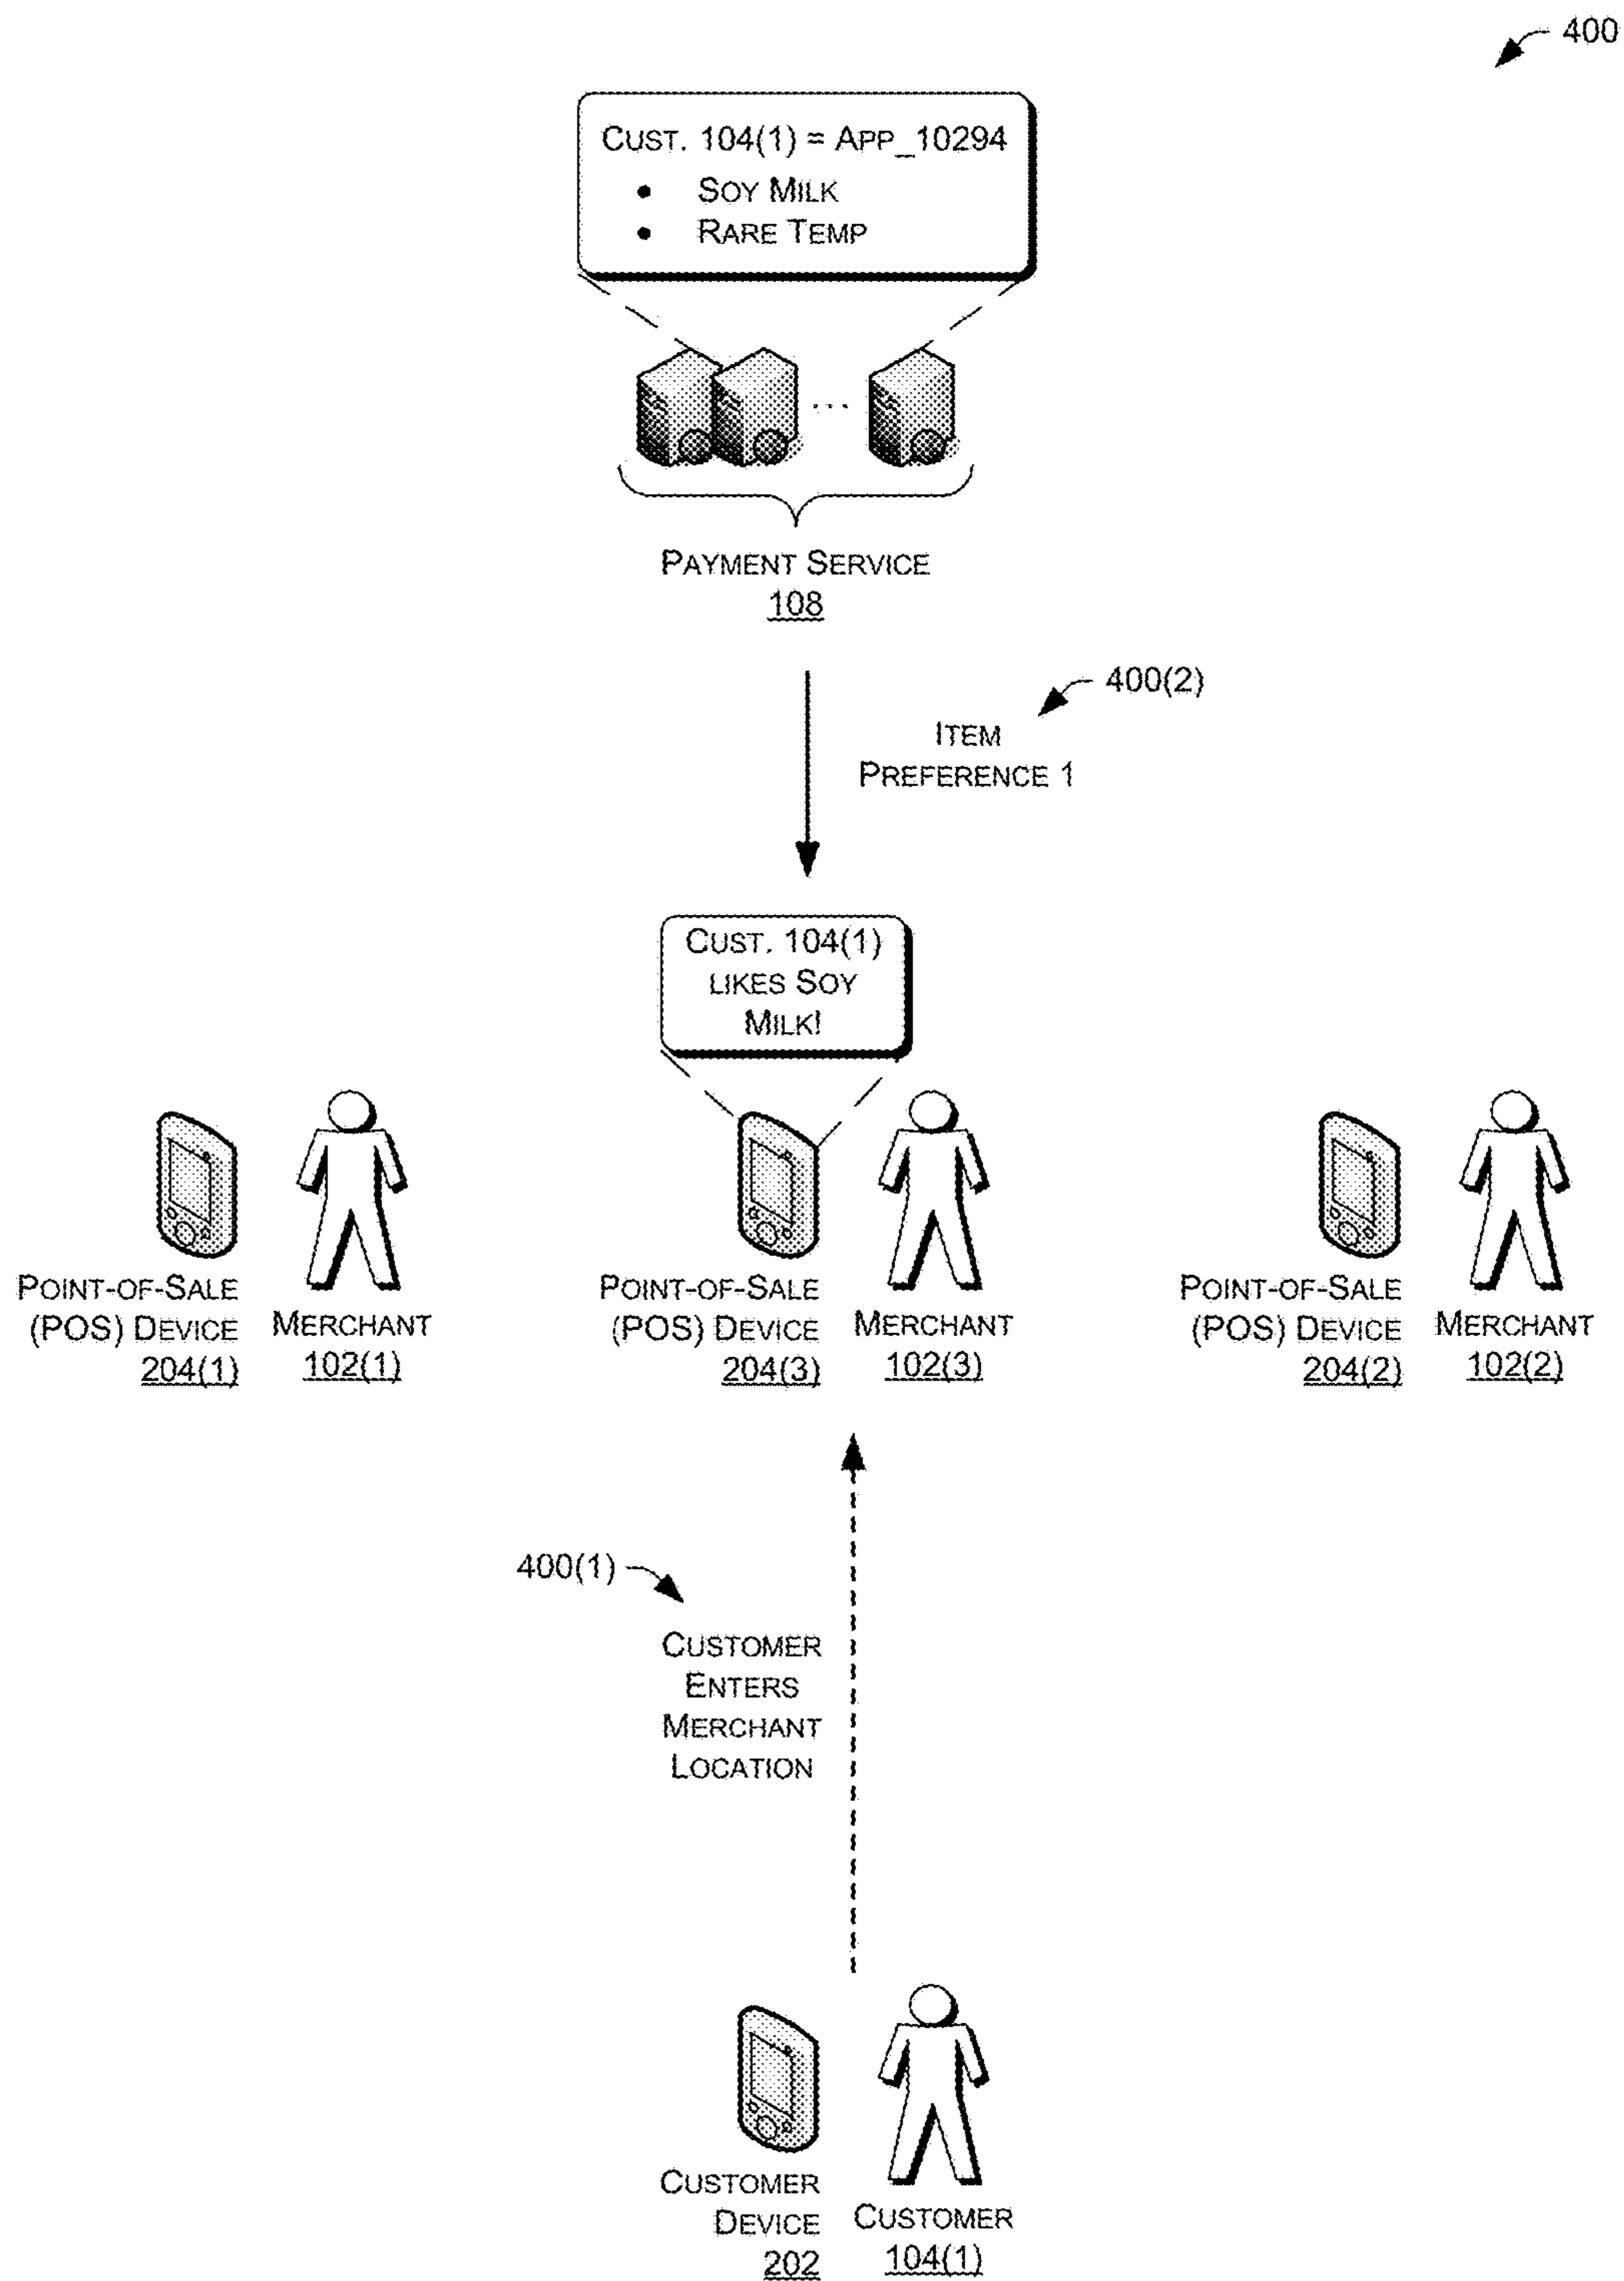 400
CUST. 104(1) = APP_10294
• SOY MILK
• RARE TEMP
...
PAYMENT SERVICE
108
400(2)
ITEM
PREFERENCE 1
CUST. 104(1)
LIKES SOY
MILK!
POINT-OF-SALE
(POS) DEVICE
204(1)
MERCHANT
102(1)
POINT-OF-SALE
(POS) DEVICE
204(3)
MERCHANT
102(3)
POINT-OF-SALE
(POS) DEVICE
204(2)
MERCHANT
102(2)
400(1)
CUSTOMER
ENTERS
MERCHANT
LOCATION
CUSTOMER
DEVICE
202
CUSTOMER
104(1)